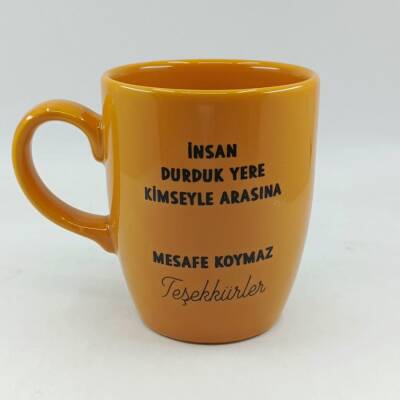 İNSAN
DURDUK YERE
KİMSEYLE ARASINA
MESAFE KOYMAZ
Teşekkürler